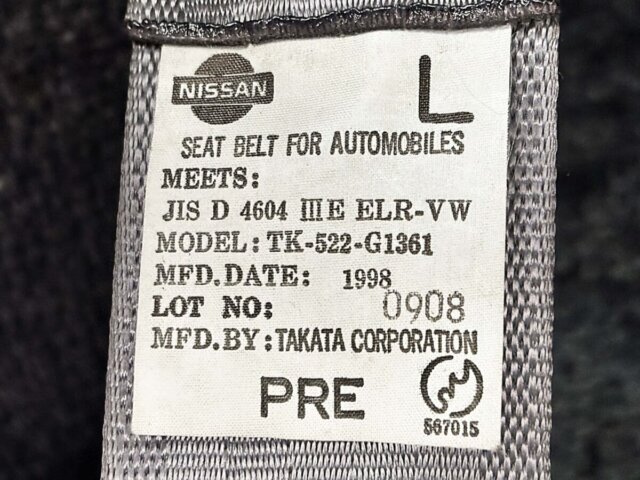 NISSAN
L
SEAT BELT FOR AUTOMOBILES
MEETS:
JIS D 4604 ⅢE ELR-VW
MODEL: TK-522-G1361
MFD.DATE: 1998
LOT NO: 0908
MFD.BY: TAKATA CORPORATION
PRE
567015